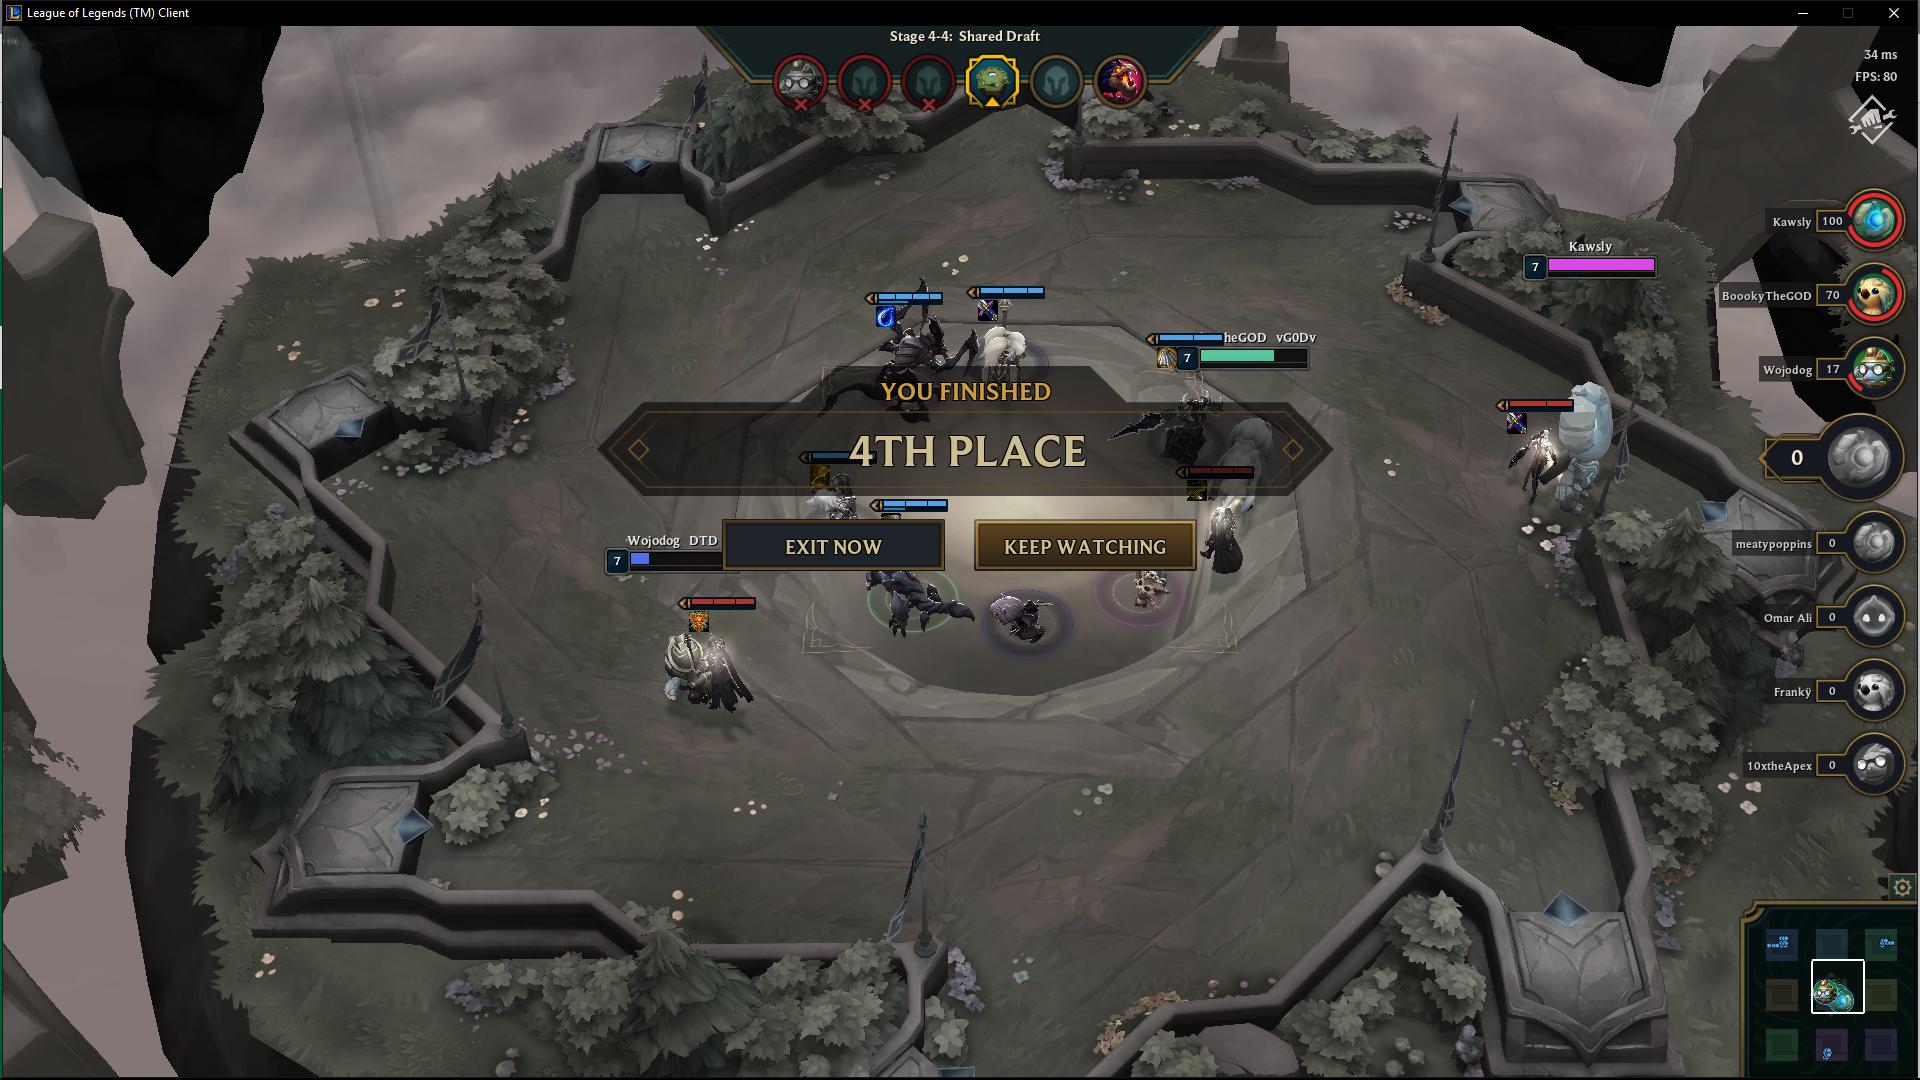 League of Legends (TM) Client
Stage 4-4: Shared Draft
34 ms
FPS: 80
Kawsly 100
Kawsly
7
BoookyTheGOD 70
heGOD vG0Dv
7
Wojodog 17
YOU FINISHED
4TH PLACE
0
EXIT NOW
KEEP WATCHING
Wojodog DTD
7
meatypoppins 0
Omar Ali 0
Frankÿ 0
10xtheApex 0